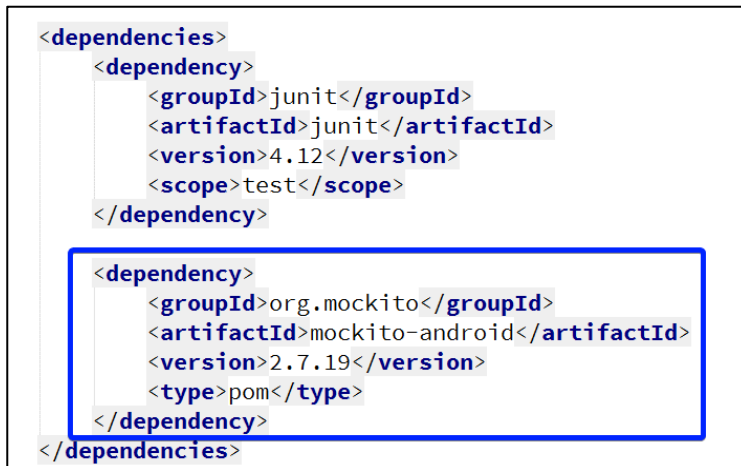 <dependencies>
<dependency>
<groupId>junit</groupId>
<artifactId>junit</artifactId>
<version>4.12</version>
<scope>test</scope>
</dependency>
<dependency>
<groupId>org.mockito</groupId>
<artifactId>mockito-android</artifactId>
<version>2.7.19</version>
<type>pom</type>
</dependency>
</dependencies>